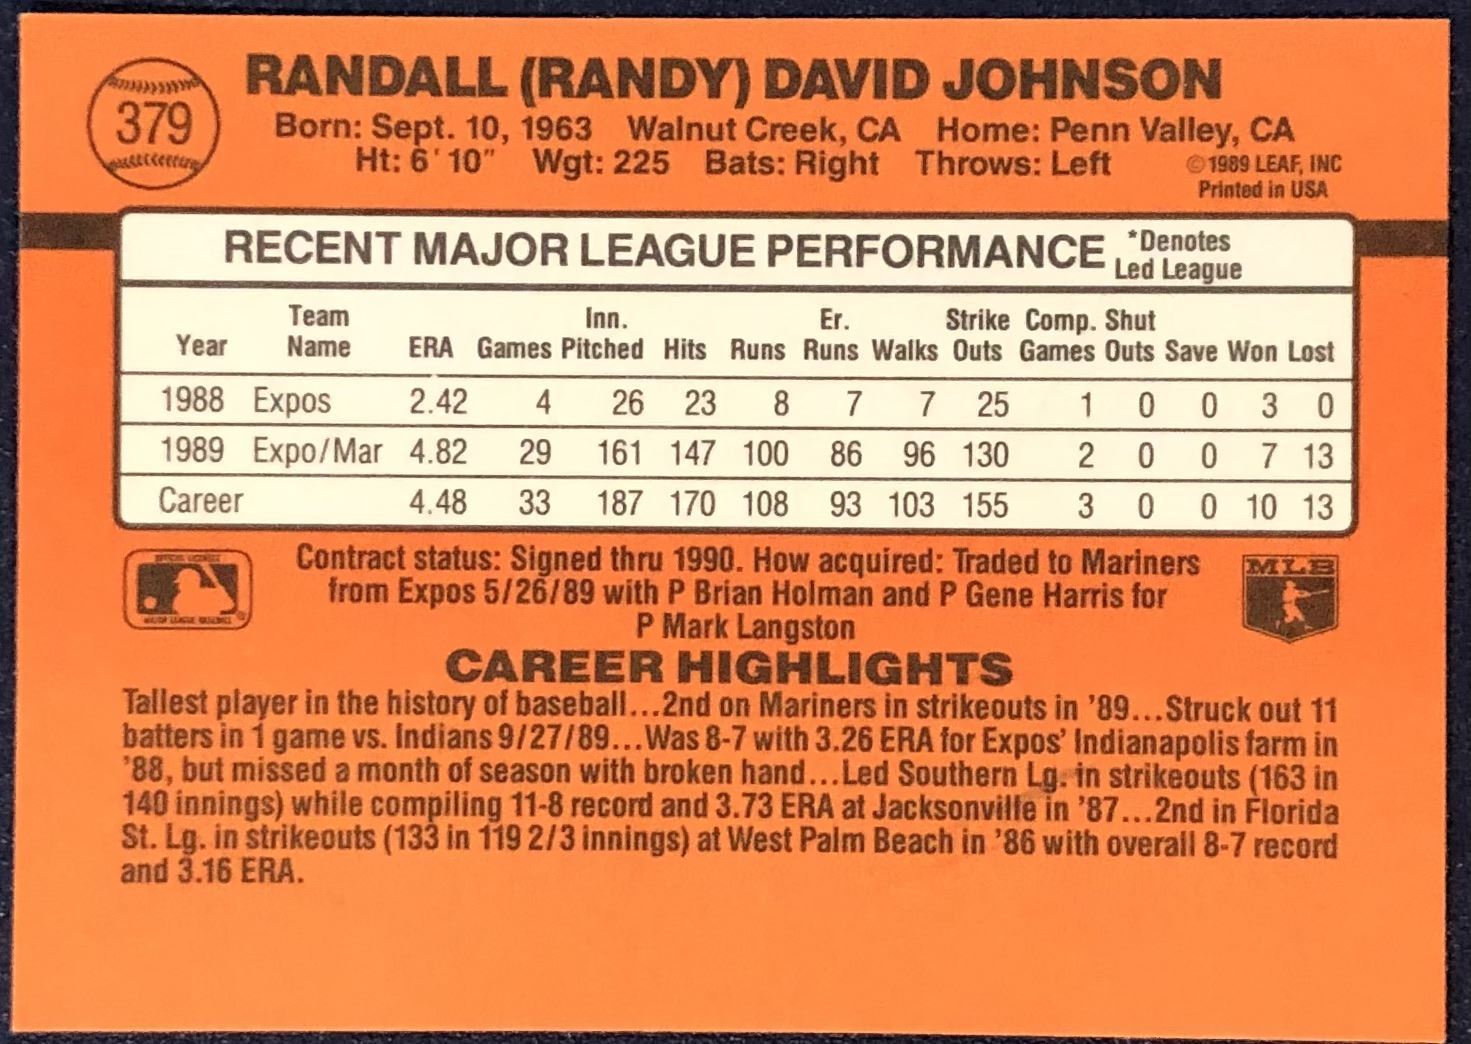 379
RANDALL (RANDY) DAVID JOHNSON
Born: Sept. 10, 1963 Walnut Creek, CA Home: Penn Valley, CA
Ht: 6' 10" Wgt: 225 Bats: Right Throws: Left
©1989 LEAF, INC
Printed in USA
RECENT MAJOR LEAGUE PERFORMANCE
*Denotes
Led League
Year Team Name ERA Games Inn. Pitched Hits Runs Er. Runs Walks Strike Outs Comp. Games Shut Outs Save Won Lost
1988 Expos 2.42 4 26 23 8 7 7 25 1 0 0 3 0
1989 Expo/Mar 4.82 29 161 147 100 86 96 130 2 0 0 7 13
Career 4.48 33 187 170 108 93 103 155 3 0 0 10 13
Contract status: Signed thru 1990. How acquired: Traded to Mariners
from Expos 5/26/89 with P Brian Holman and P Gene Harris for
P Mark Langston
MLB
CAREER HIGHLIGHTS
Tallest player in the history of baseball...2nd on Mariners in strikeouts in '89...Struck out 11
batters in 1 game vs. Indians 9/27/89...Was 8-7 with 3.26 ERA for Expos' Indianapolis farm in
'88, but missed a month of season with broken hand...Led Southern Lg. in strikeouts (163 in
140 innings) while compiling 11-8 record and 3.73 ERA at Jacksonville in '87...2nd in Florida
St. Lg. in strikeouts (133 in 119 2/3 innings) at West Palm Beach in '86 with overall 8-7 record
and 3.16 ERA.